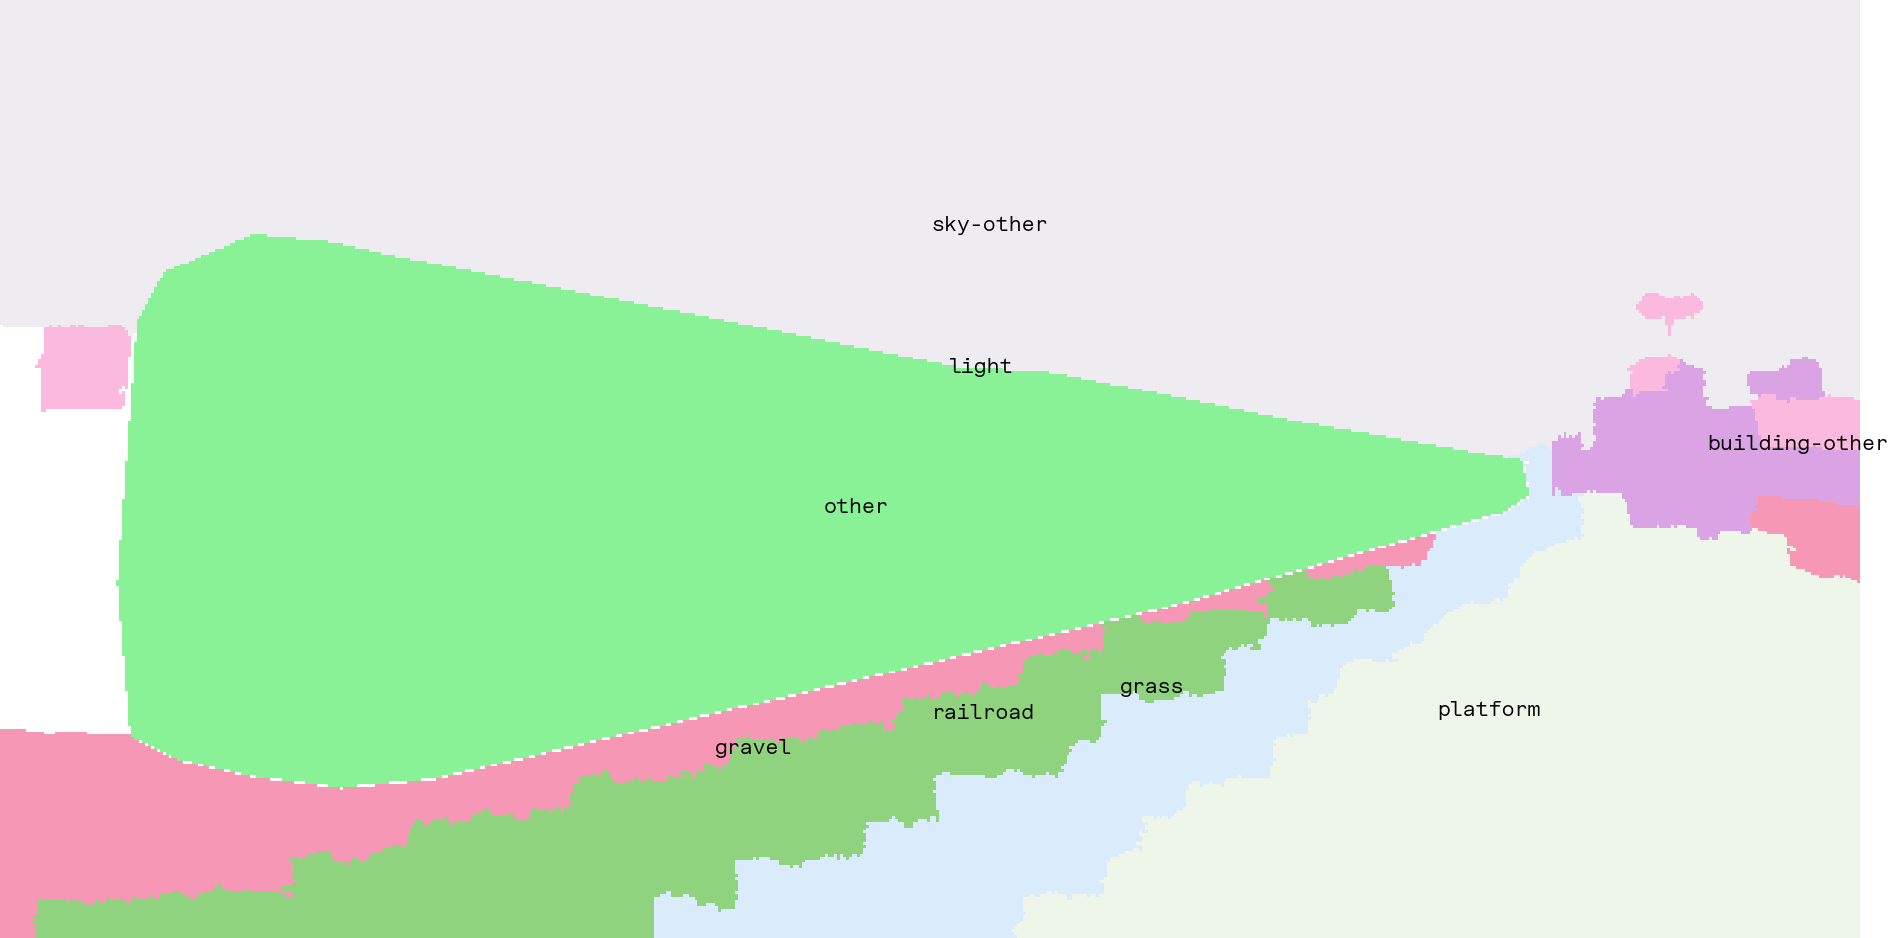 sky-other
light
building-other
other
grass
railroad
platform
gravel